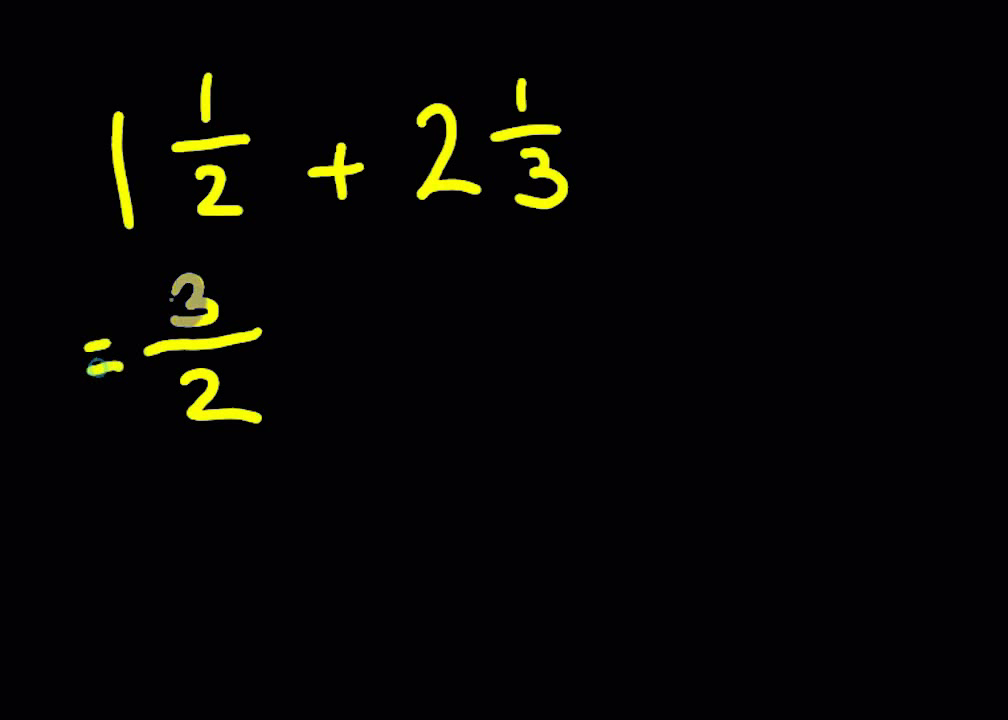 1 1/2 + 2 1/3
= 3/2